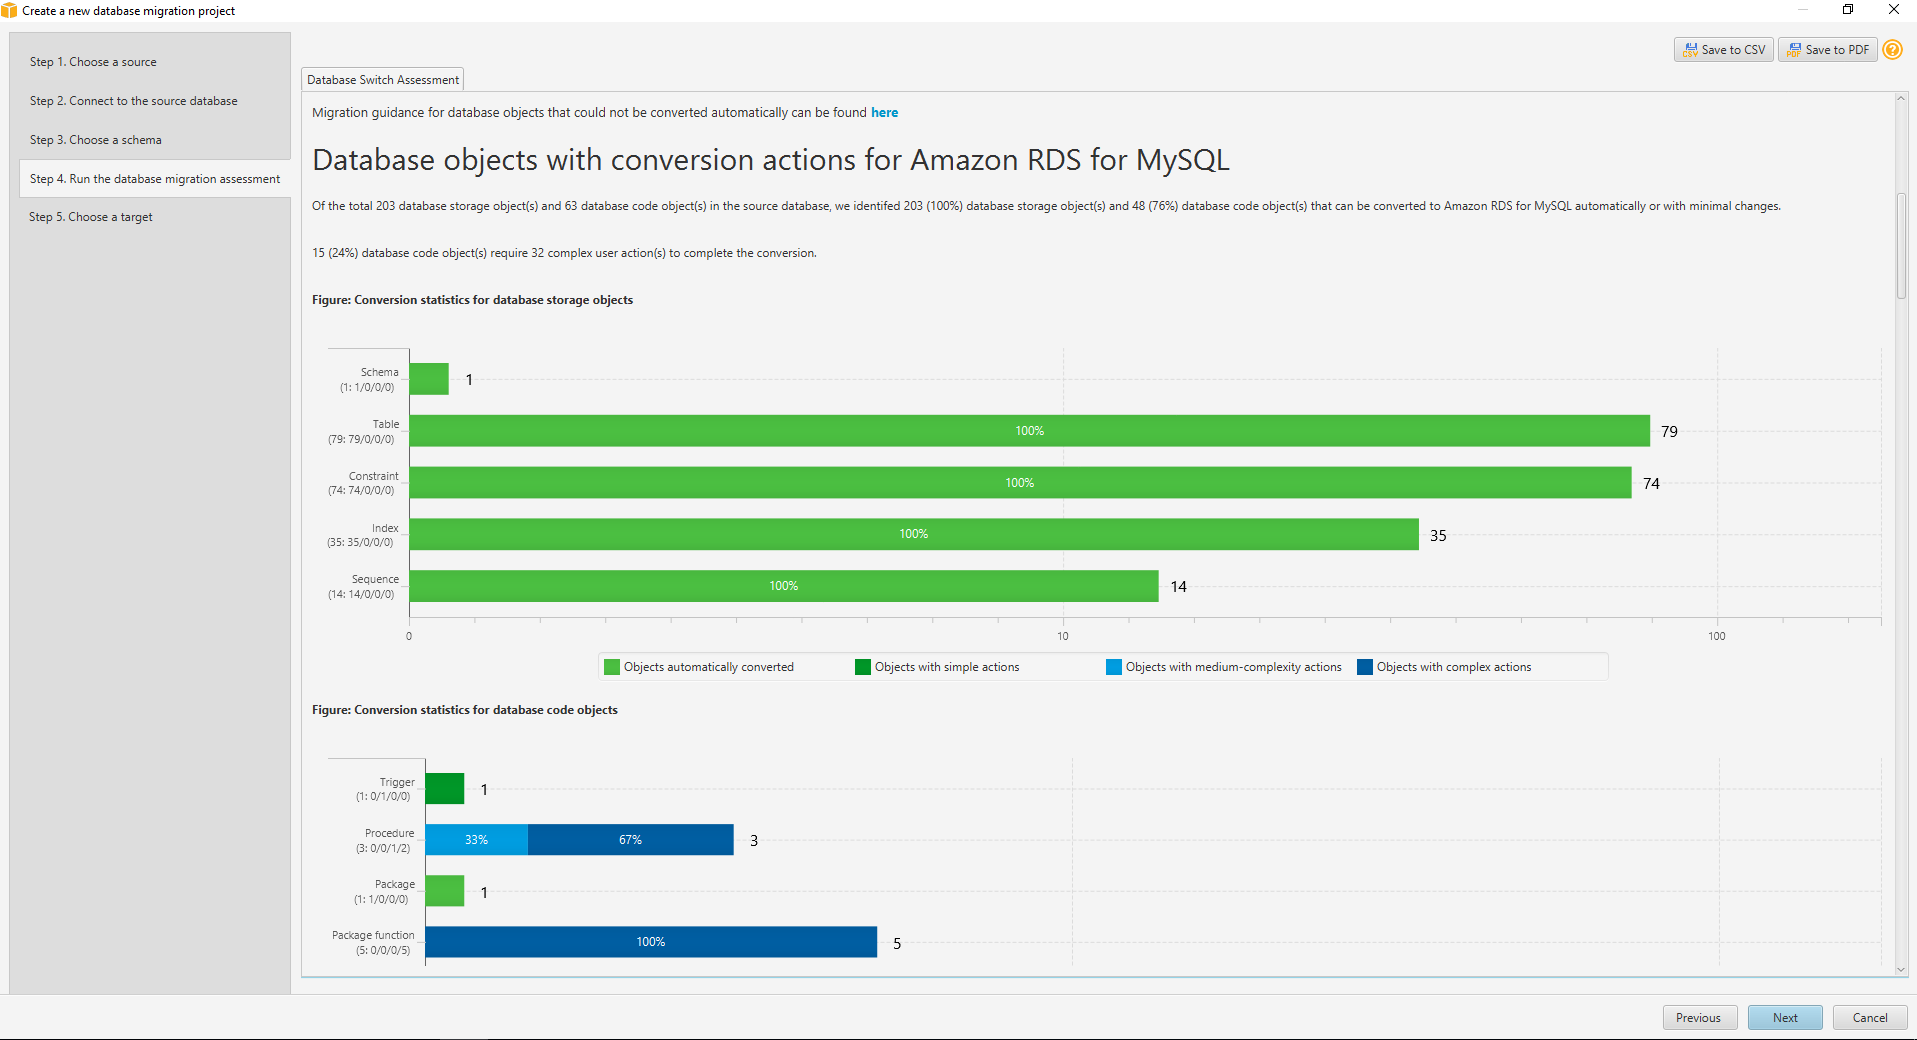 Create a new database migration project
Step 1. Choose a source
Step 2. Connect to the source database
Step 3. Choose a schema
Step 4. Run the database migration assessment
Step 5. Choose a target
CSV Save to CSV
PDF Save to PDF
?
Database Switch Assessment
Migration guidance for database objects that could not be converted automatically can be found here
Database objects with conversion actions for Amazon RDS for MySQL
Of the total 203 database storage object(s) and 63 database code object(s) in the source database, we identifed 203 (100%) database storage object(s) and 48 (76%) database code object(s) that can be converted to Amazon RDS for MySQL automatically or with minimal changes.
15 (24%) database code object(s) require 32 complex user action(s) to complete the conversion.
Figure: Conversion statistics for database storage objects
Schema
(1: 1/0/0/0)
1
Table
(79: 79/0/0/0)
100%
79
Constraint
(74: 74/0/0/0)
100%
74
Index
(35: 35/0/0/0)
100%
35
Sequence
(14: 14/0/0/0)
100%
14
0 10 100
Objects automatically converted
Objects with simple actions
Objects with medium-complexity actions
Objects with complex actions
Figure: Conversion statistics for database code objects
Trigger
(1: 0/1/0/0)
1
Procedure
(3: 0/0/1/2)
33% 67%
3
Package
(1: 1/0/0/0)
1
Package function
(5: 0/0/0/5)
100%
5
Previous
Next
Cancel